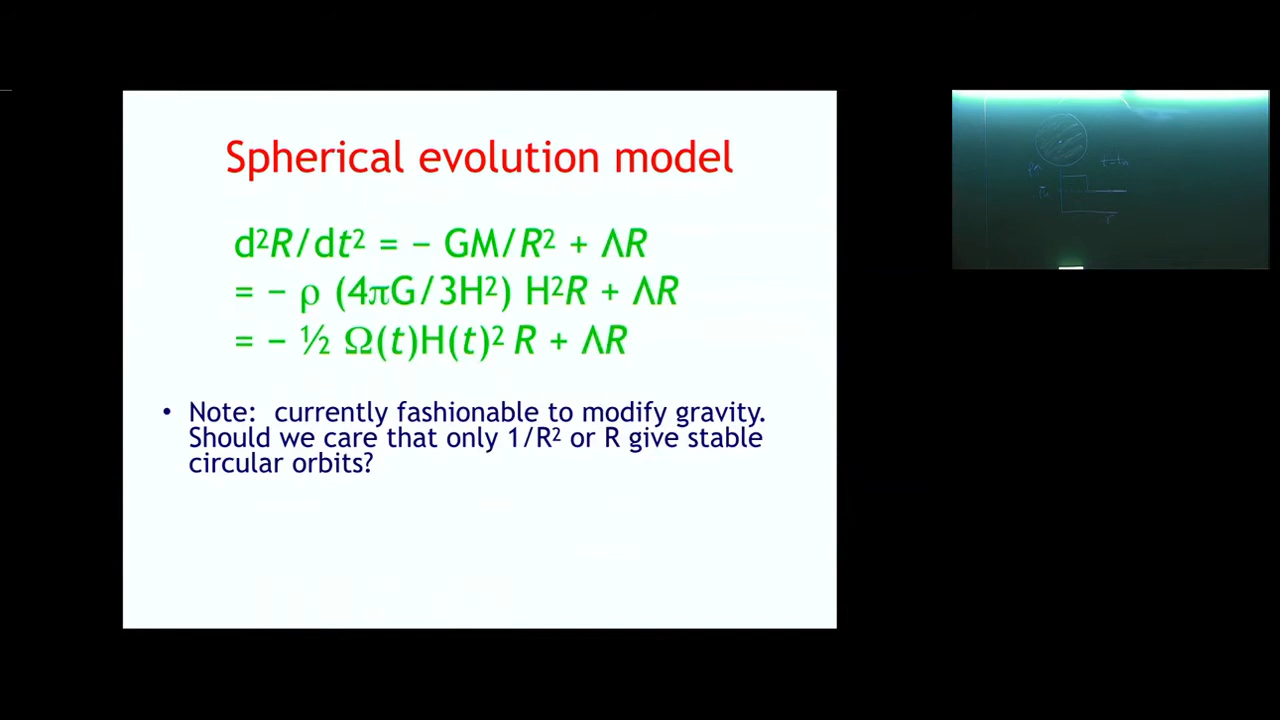 Spherical evolution model
d²R/dt² = − GM/R² + ΛR
= − ρ (4πG/3H²) H²R + ΛR
= − ½ Ω(t)H(t)² R + ΛR
• Note: currently fashionable to modify gravity.
Should we care that only 1/R² or R give stable
circular orbits?